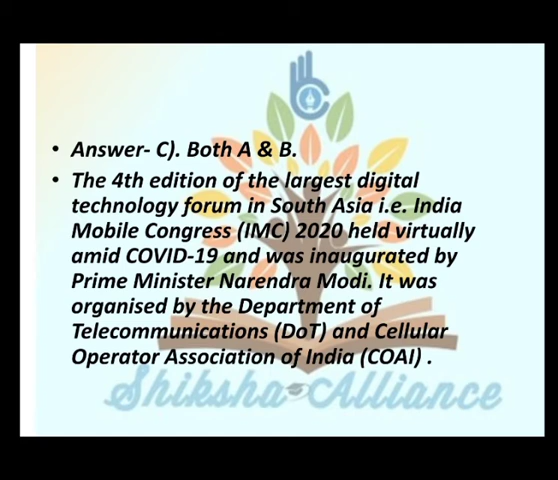 • Answer- C). Both A & B.
• The 4th edition of the largest digital
technology forum in South Asia i.e. India
Mobile Congress (IMC) 2020 held virtually
amid COVID-19 and was inaugurated by
Prime Minister Narendra Modi. It was
organised by the Department of
Telecommunications (DoT) and Cellular
Operator Association of India (COAI) .
Shiksha Alliance